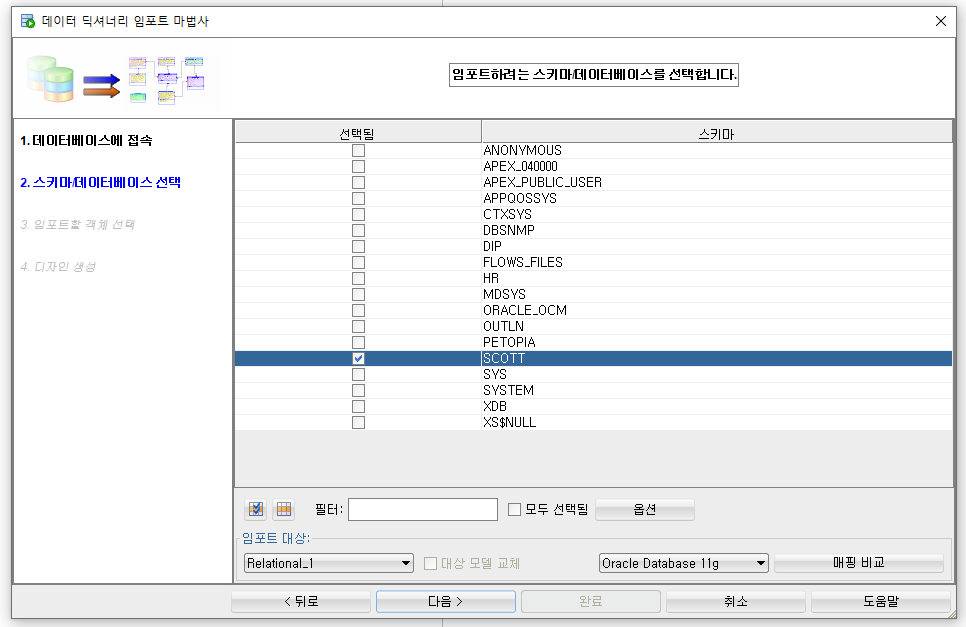 데이터 딕셔너리 임포트 마법사
임포트하려는 스키마/데이터베이스를 선택합니다.
1. 데이터베이스에 접속
2. 스키마/데이터베이스 선택
3. 임포트할 객체 선택
4. 디자인 생성
선택됨 스키마
ANONYMOUS
APEX_040000
APEX_PUBLIC_USER
APPQOSSYS
CTXSYS
DBSNMP
DIP
FLOWS_FILES
HR
MDSYS
ORACLE_OCM
OUTLN
PETOPIA
SCOTT
SYS
SYSTEM
XDB
XS$NULL
필터: 모두 선택됨 옵션
임포트 대상:
Relational_1 대상 모델 교체 Oracle Database 11g 매핑 비교
< 뒤로 다음 > 완료 취소 도움말